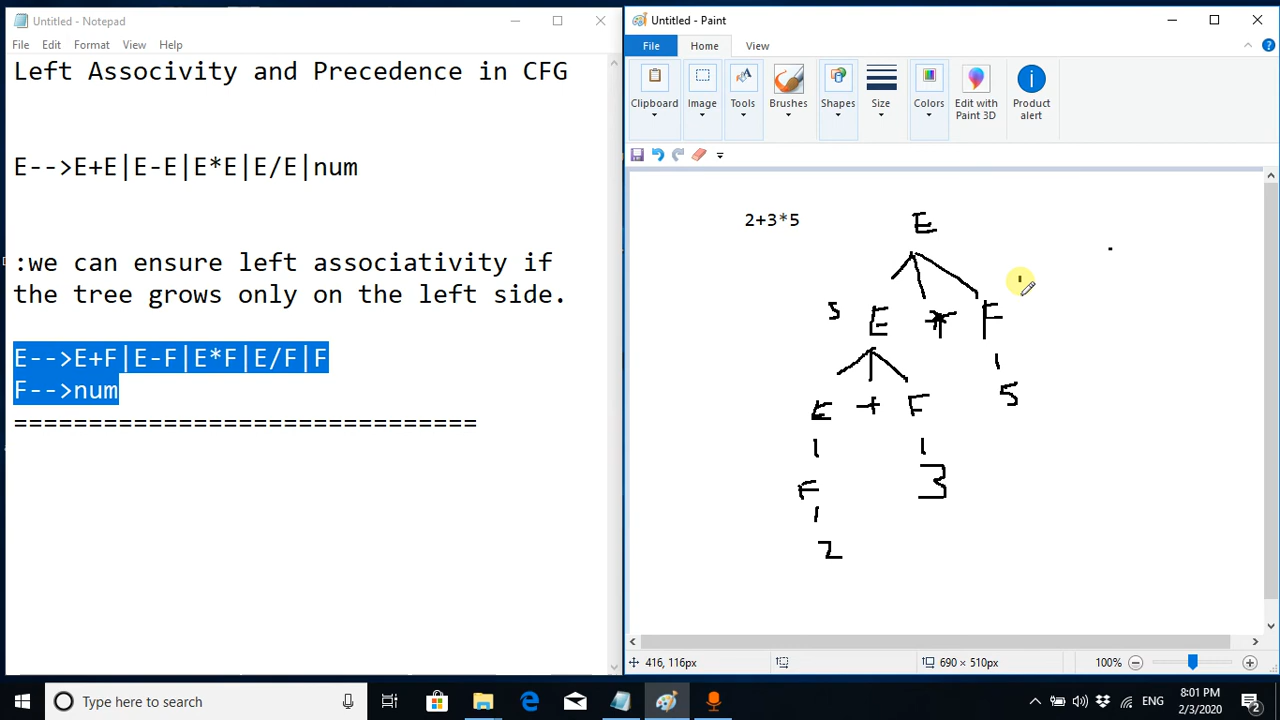 Untitled - Notepad
File Edit Format View Help
Left Associvity and Precedence in CFG
E-->E+E|E-E|E*E|E/E|num
:we can ensure left associativity if
the tree grows only on the left side.
E-->E+F|E-F|E*F|E/F|F
F-->num
===============================
Untitled - Paint
File Home View
Clipboard Image Tools Brushes Shapes Size Colors Edit with Paint 3D Product alert
2+3*5
E
5 E * F
E + F 5
F 3
2
416, 116px 690 × 510px 100%
Type here to search
ENG
8:01 PM
2/3/2020
2